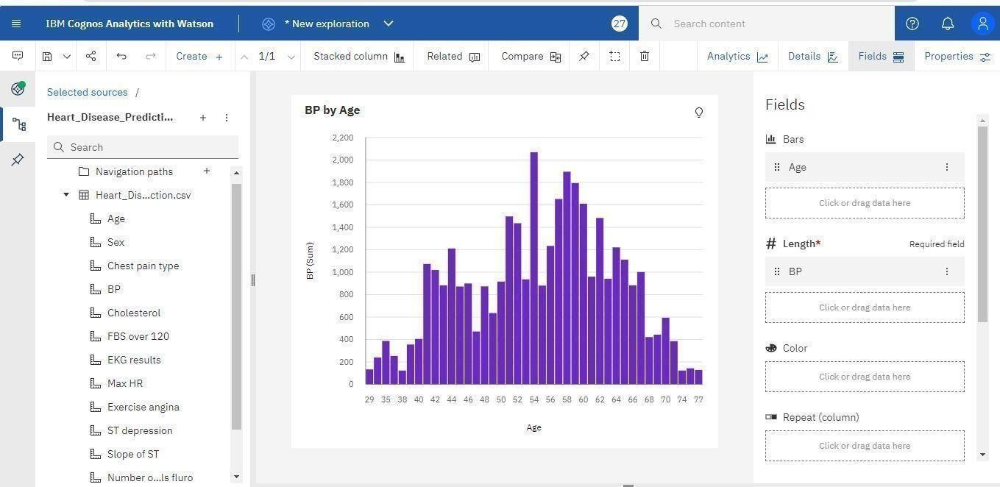 IBM Cognos Analytics with Watson
* New exploration
27
Search content
Create +
1/1
Stacked column
Related
Compare
Analytics
Details
Fields
Properties
Selected sources /
Heart_Disease_Predicti...
Search
Navigation paths
Heart_Dis...ction.csv
Age
Sex
Chest pain type
BP
Cholesterol
FBS over 120
EKG results
Max HR
Exercise angina
ST depression
Slope of ST
Number o...ls fluro
BP by Age
BP (Sum)
2,200
2,000
1,800
1,600
1,400
1,200
1,000
800
600
400
200
0
29 35 38 40 42 44 46 48 50 52 54 56 58 60 62 64 66 68 70 74 77
Age
Fields
Bars
Age
Click or drag data here
# Length* Required field
BP
Click or drag data here
Color
Click or drag data here
Repeat (column)
Click or drag data here